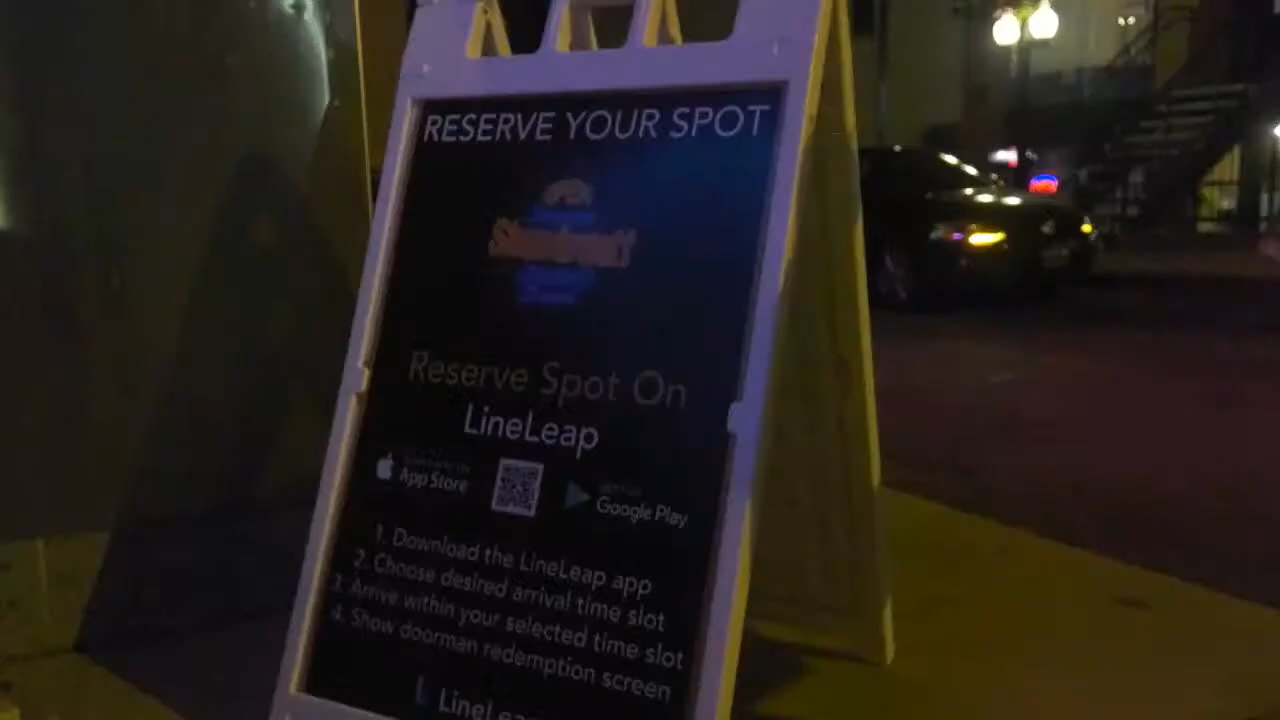 RESERVE YOUR SPOT
Reserve Spot On
LineLeap
App Store
Google Play
1. Download the LineLeap app
2. Choose desired arrival time slot
3. Arrive within your selected time slot
4. Show doorman redemption screen